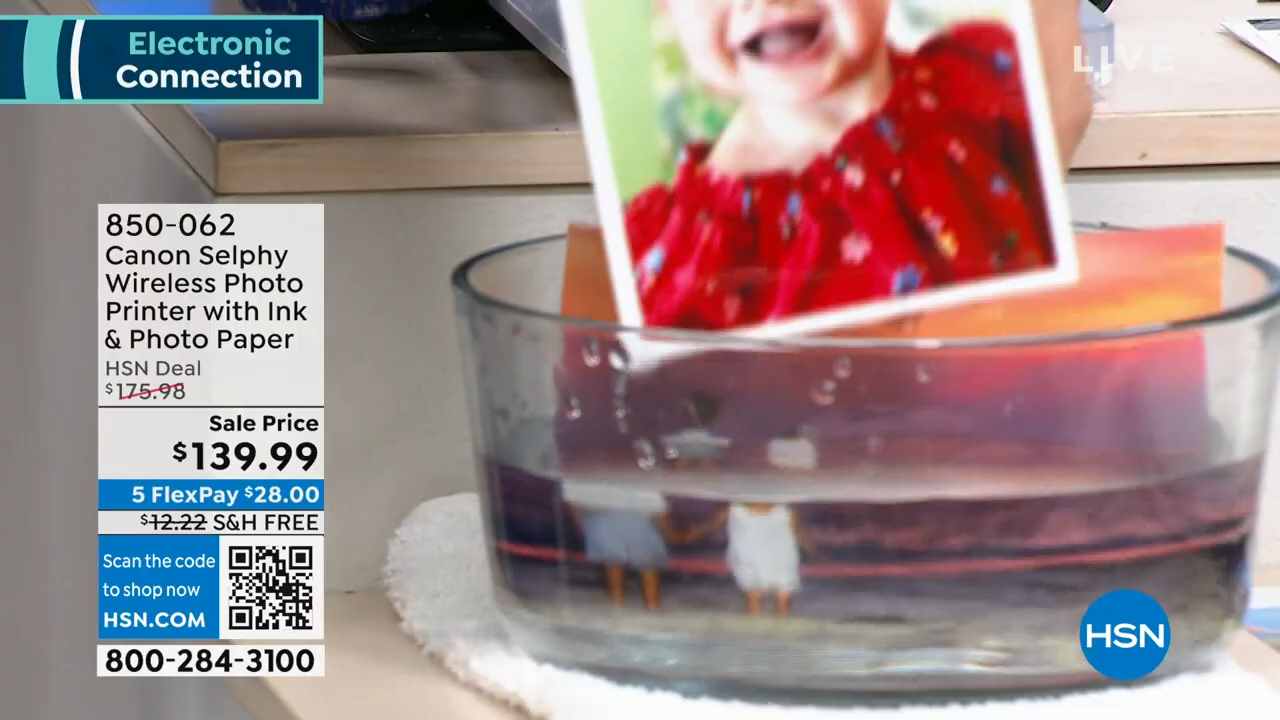 Electronic
Connection
LIVE
850-062
Canon Selphy
Wireless Photo
Printer with Ink
& Photo Paper
HSN Deal
$175.98
Sale Price
$139.99
5 FlexPay $28.00
$12.22 S&H FREE
Scan the code
to shop now
HSN.COM
800-284-3100
HSN